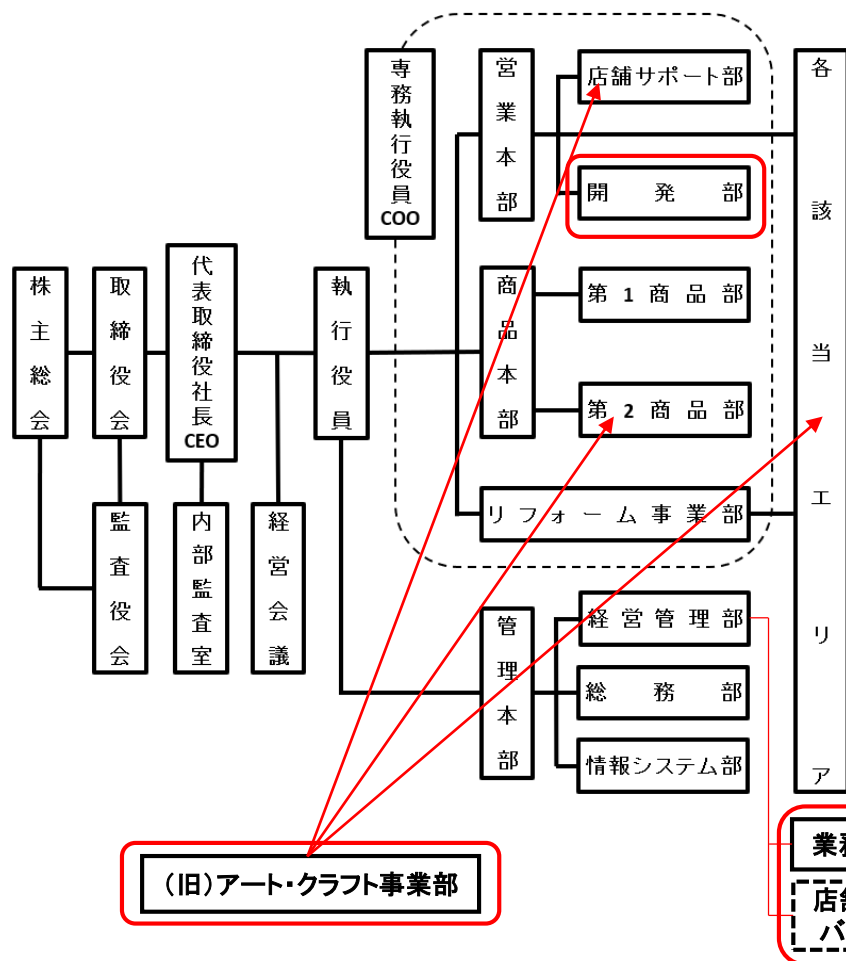 専務執行役員COO
営業本部
店舗サポート部
開発部
各該当エリア
株主総会
取締役会
代表取締役社長CEO
執行役員
商品本部
第1商品部
第2商品部
リフォーム事業部
監査役会
内部監査室
経営会議
管理本部
経営管理部
総務部
情報システム部
(旧)アート・クラフト事業部
業務
店舗
バ